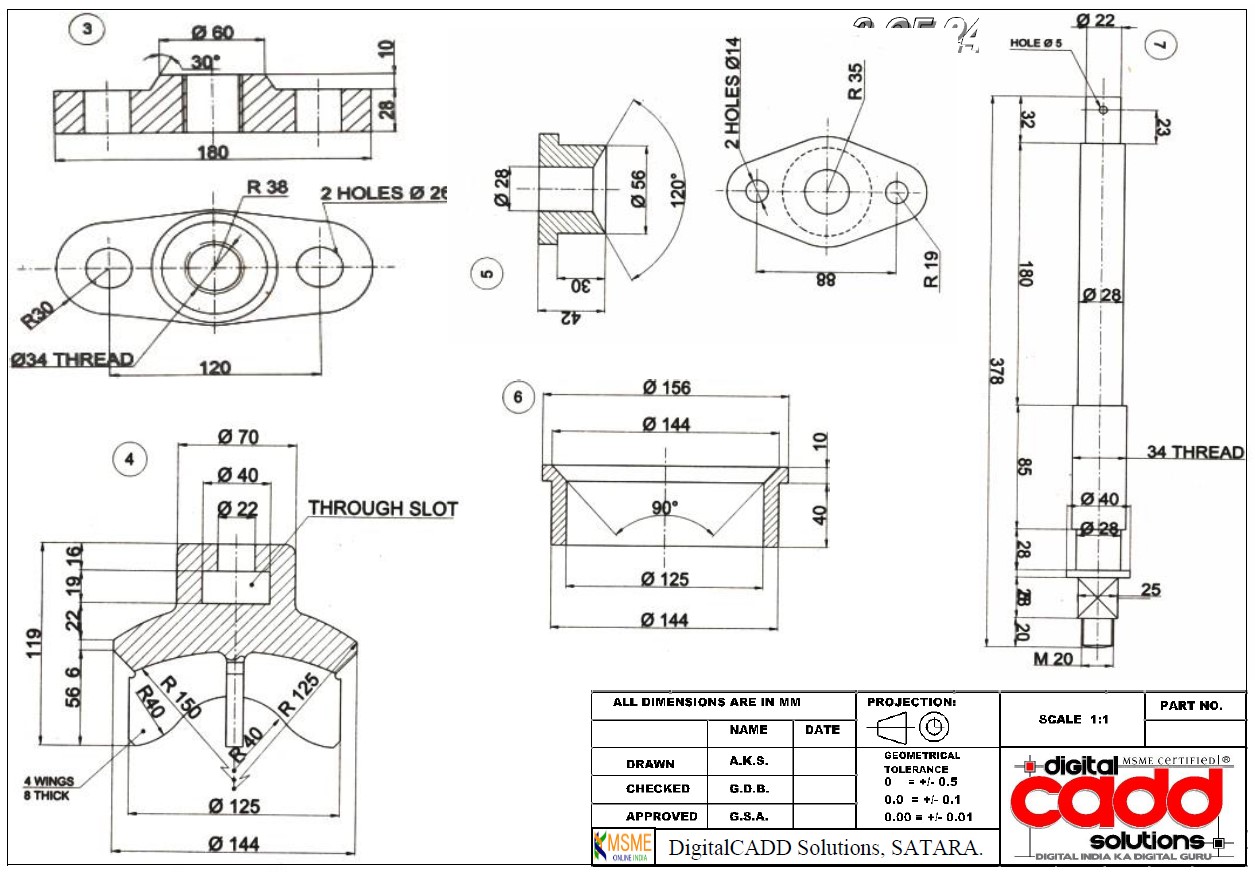 3
Ø 60
30°
10
28
180
R 38
2 HOLES Ø 26
R30
Ø34 THREAD
120
5
Ø 28
Ø 56
120°
30
42
2 HOLES Ø14
R 35
R 19
88
7
Ø 22
HOLE Ø 5
32
23
180
Ø 28
378
85
34 THREAD
Ø 40
Ø 28
28
25
20
M 20
4
Ø 70
Ø 40
Ø 22
THROUGH SLOT
16
19
22
119
6
56
R 150
R 125
R40
R 40
4 WINGS
8 THICK
Ø 125
Ø 144
6
Ø 156
Ø 144
10
90°
40
Ø 125
Ø 144
ALL DIMENSIONS ARE IN MM
NAME
DATE
DRAWN
A.K.S.
CHECKED
G.D.B.
APPROVED
G.S.A.
PROJECTION:
GEOMETRICAL
TOLERANCE
0 = +/- 0.5
0.0 = +/- 0.1
0.00 = +/- 0.01
SCALE 1:1
PART NO.
MSME
ONLINE INDIA
DigitalCADD Solutions, SATARA.
digital
MSME CERTIFIED ®
cadd
solutions
DIGITAL INDIA KA DIGITAL GURU